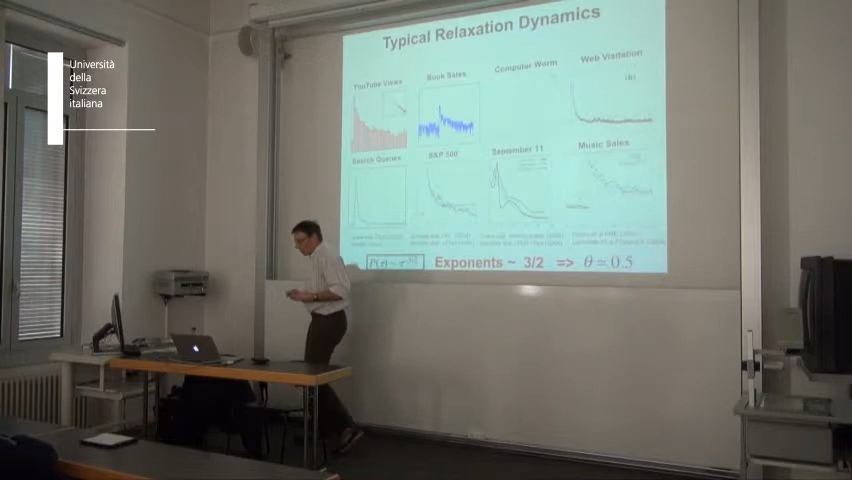 Università
della
Svizzera
italiana
Typical Relaxation Dynamics
YouTube Views
Book Sales
Computer Worm
Web Visitation
Search Queries
S&P 500
September 11
Music Sales
Exponents ~ 3/2 => θ = 0.5